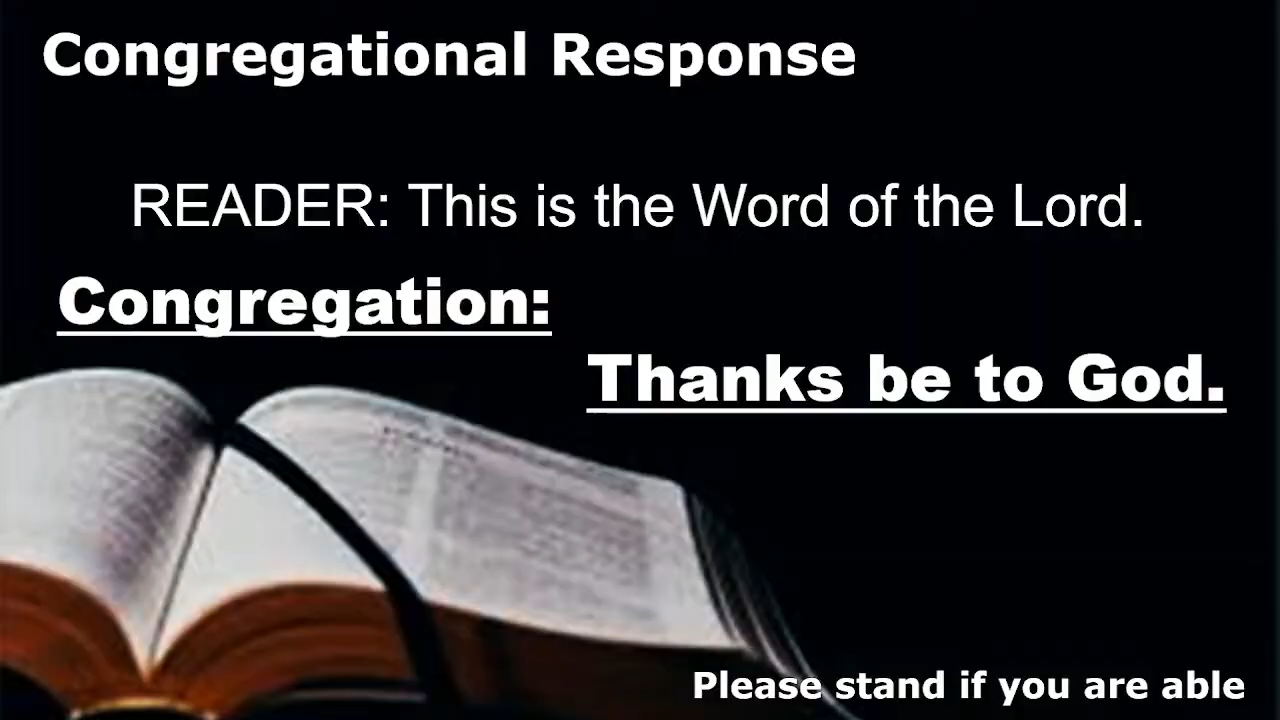 Congregational Response
READER: This is the Word of the Lord.
Congregation:
Thanks be to God.
Please stand if you are able